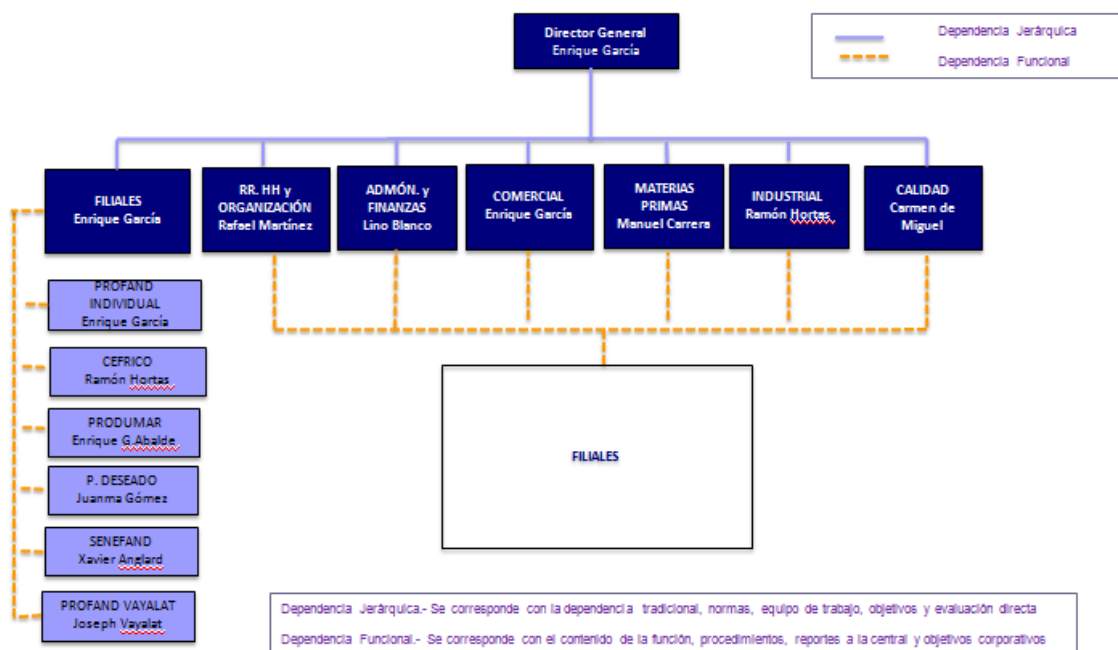 Director General
Enrique García
Dependencia Jerárquica
Dependencia Funcional
FILIALES
Enrique García
RR. HH y
ORGANIZACIÓN
Rafael Martínez
ADMÓN. y
FINANZAS
Lino Blanco
COMERCIAL
Enrique García
MATERIAS
PRIMAS
Manuel Carrera
INDUSTRIAL
Ramón Hortas
CALIDAD
Carmen de
Miguel
PROFAND
INDIVIDUAL
Enrique García
CEFRICO
Ramón Hortas
PRODUMAR
Enrique G.Abalde
P. DESEADO
Juanma Gómez
SENEFAND
Xavier Anglard
PROFAND VAYALAT
Joseph Vayalat
FILIALES
Dependencia Jerárquica.- Se corresponde con la dependencia tradicional, normas, equipo de trabajo, objetivos y evaluación directa
Dependencia Funcional.- Se corresponde con el contenido de la función, procedimientos, reportes a la central y objetivos corporativos